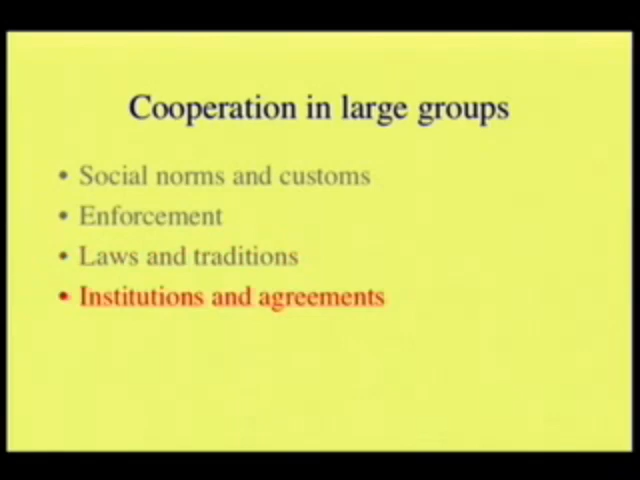 Cooperation in large groups
• Social norms and customs
• Enforcement
• Laws and traditions
• Institutions and agreements